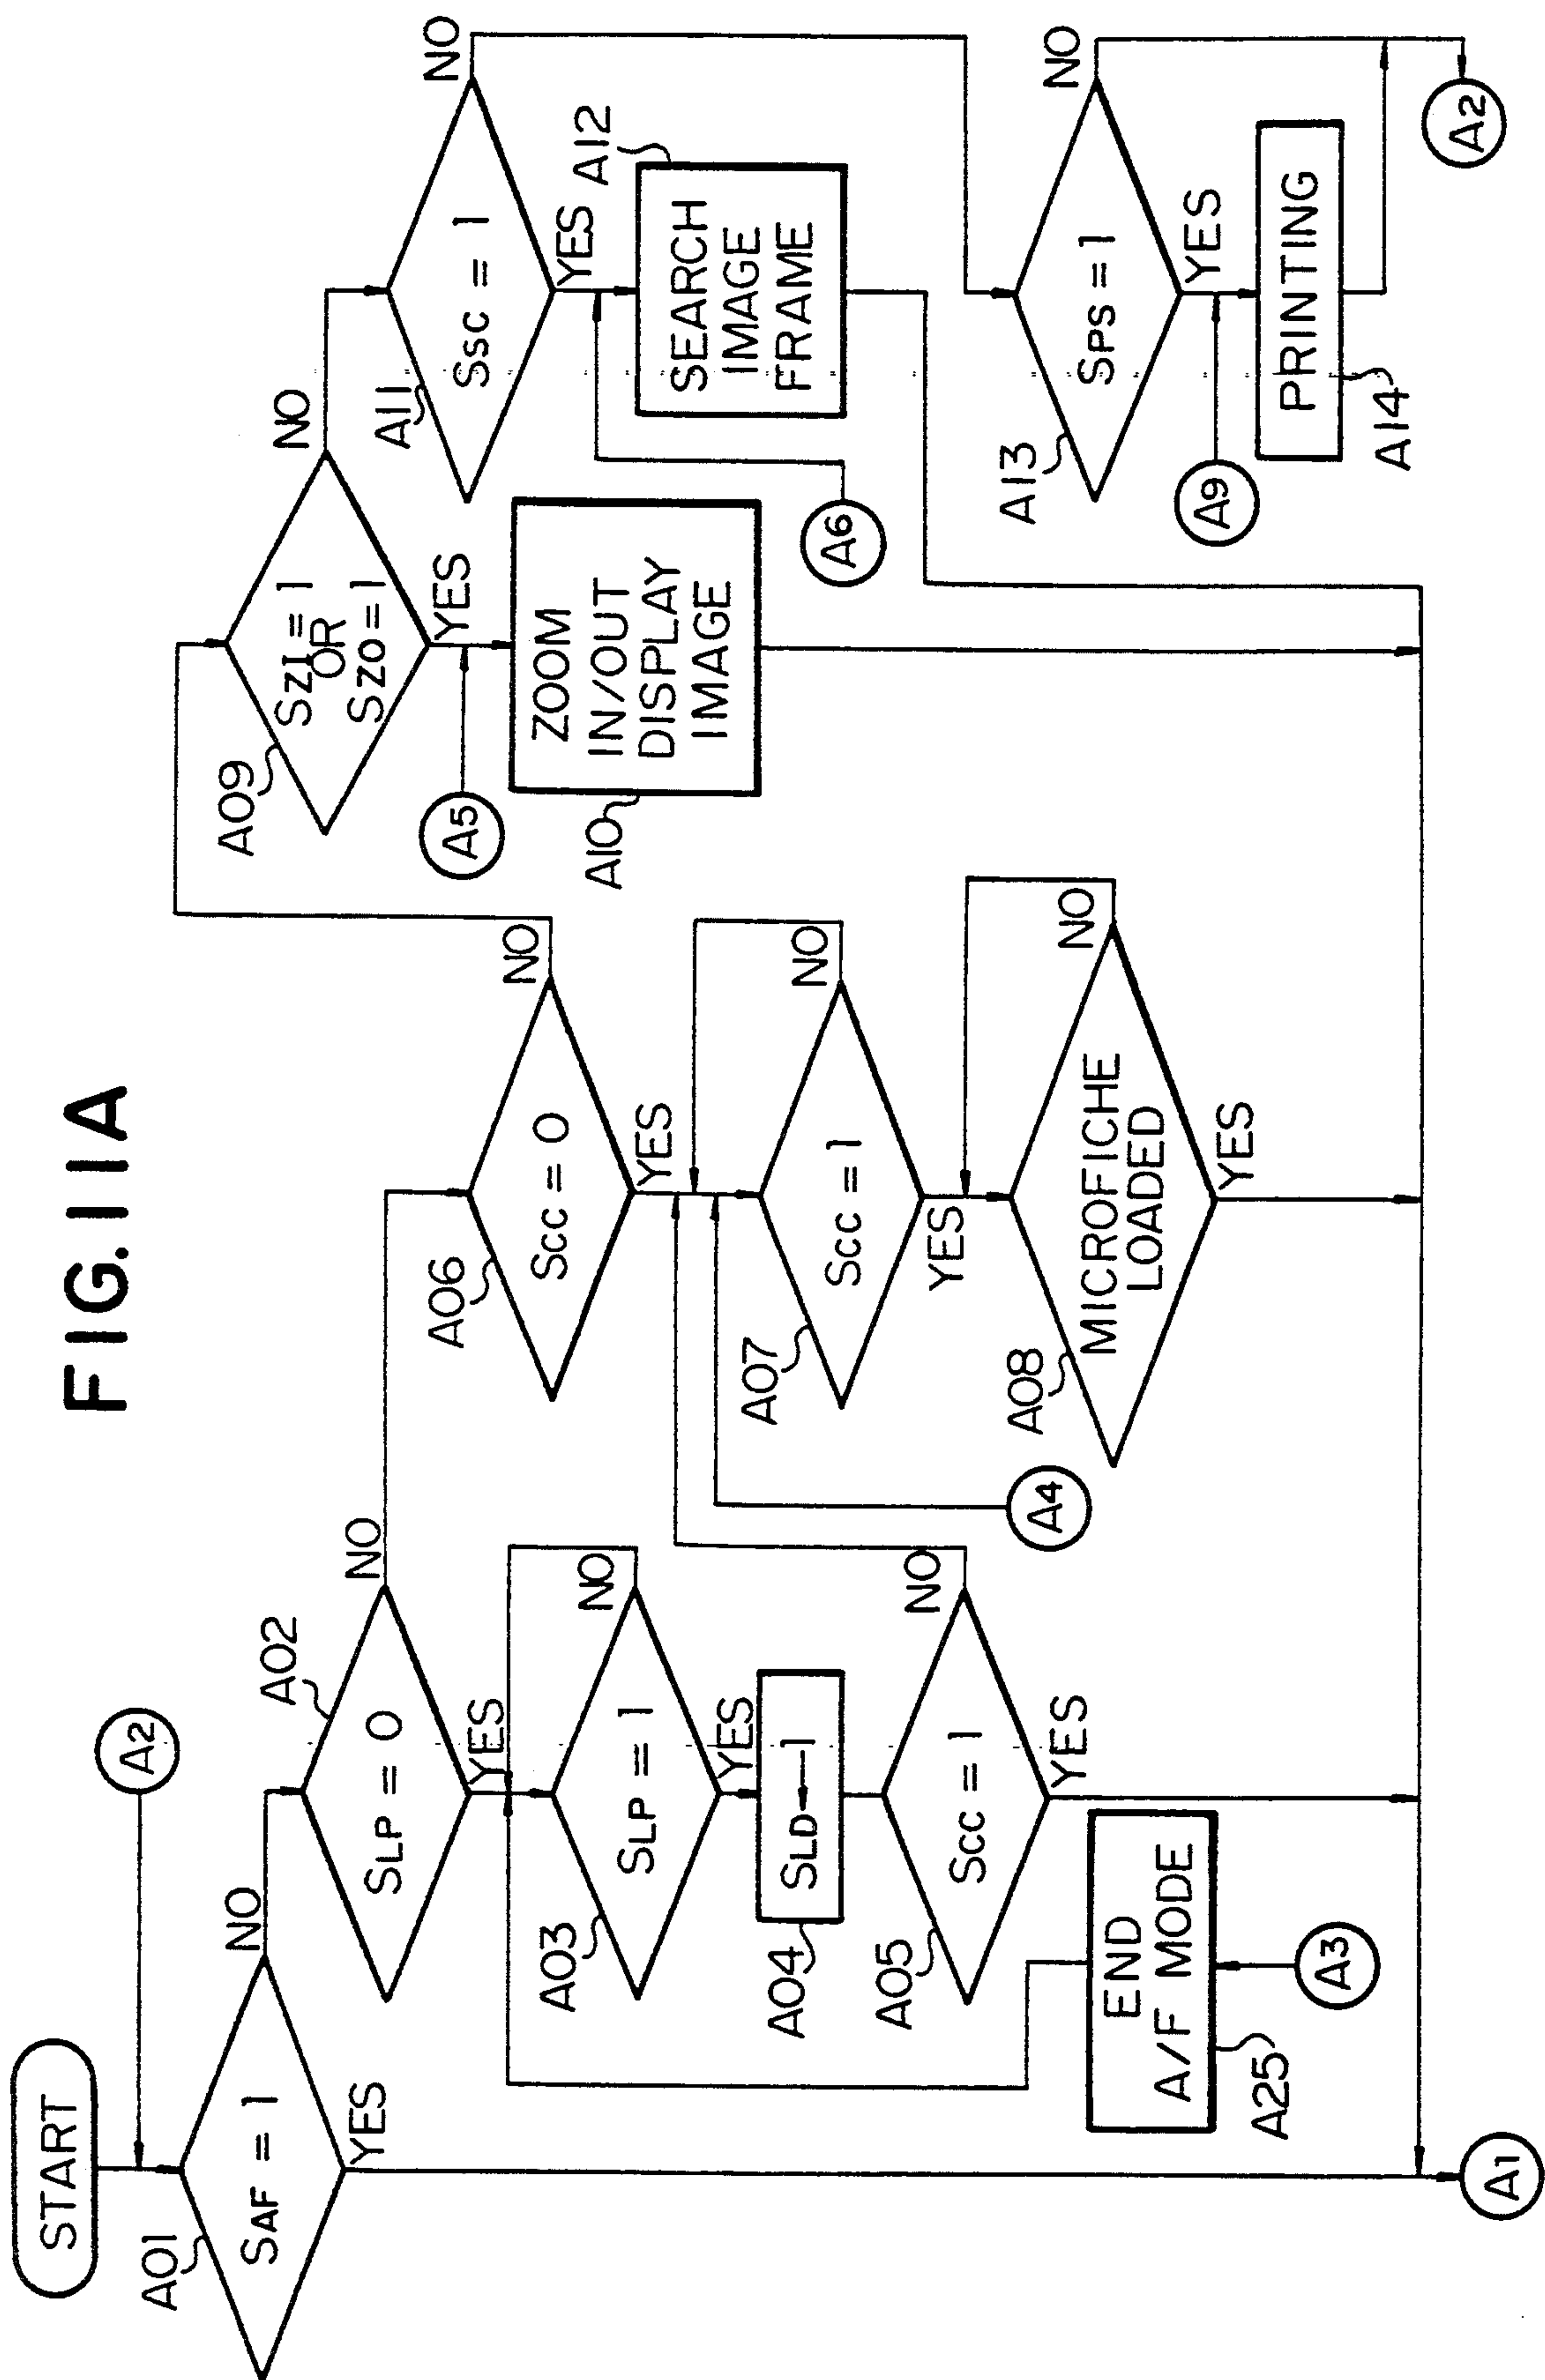 FIG. 11A
START
A2
A01
SAF = 1
NO
YES
A02
SLP = 0
NO
YES
A03
SLP = 1
NO
YES
A04
SLD←1
A05
SCC = 1
NO
YES
END
A/F MODE
A25
A3
A1
A06
SCC = 0
NO
YES
A07
SCC = 1
NO
YES
A4
A08
MICROFICHE
LOADED
NO
YES
A09
SZI = 1
OR
SZO = 1
NO
YES
A5
A10
ZOOM
IN/OUT
DISPLAY
IMAGE
A11
SSC = 1
NO
YES
A12
SEARCH
IMAGE
FRAME
A6
A13
SPS = 1
NO
YES
A9
PRINTING
A14
A2